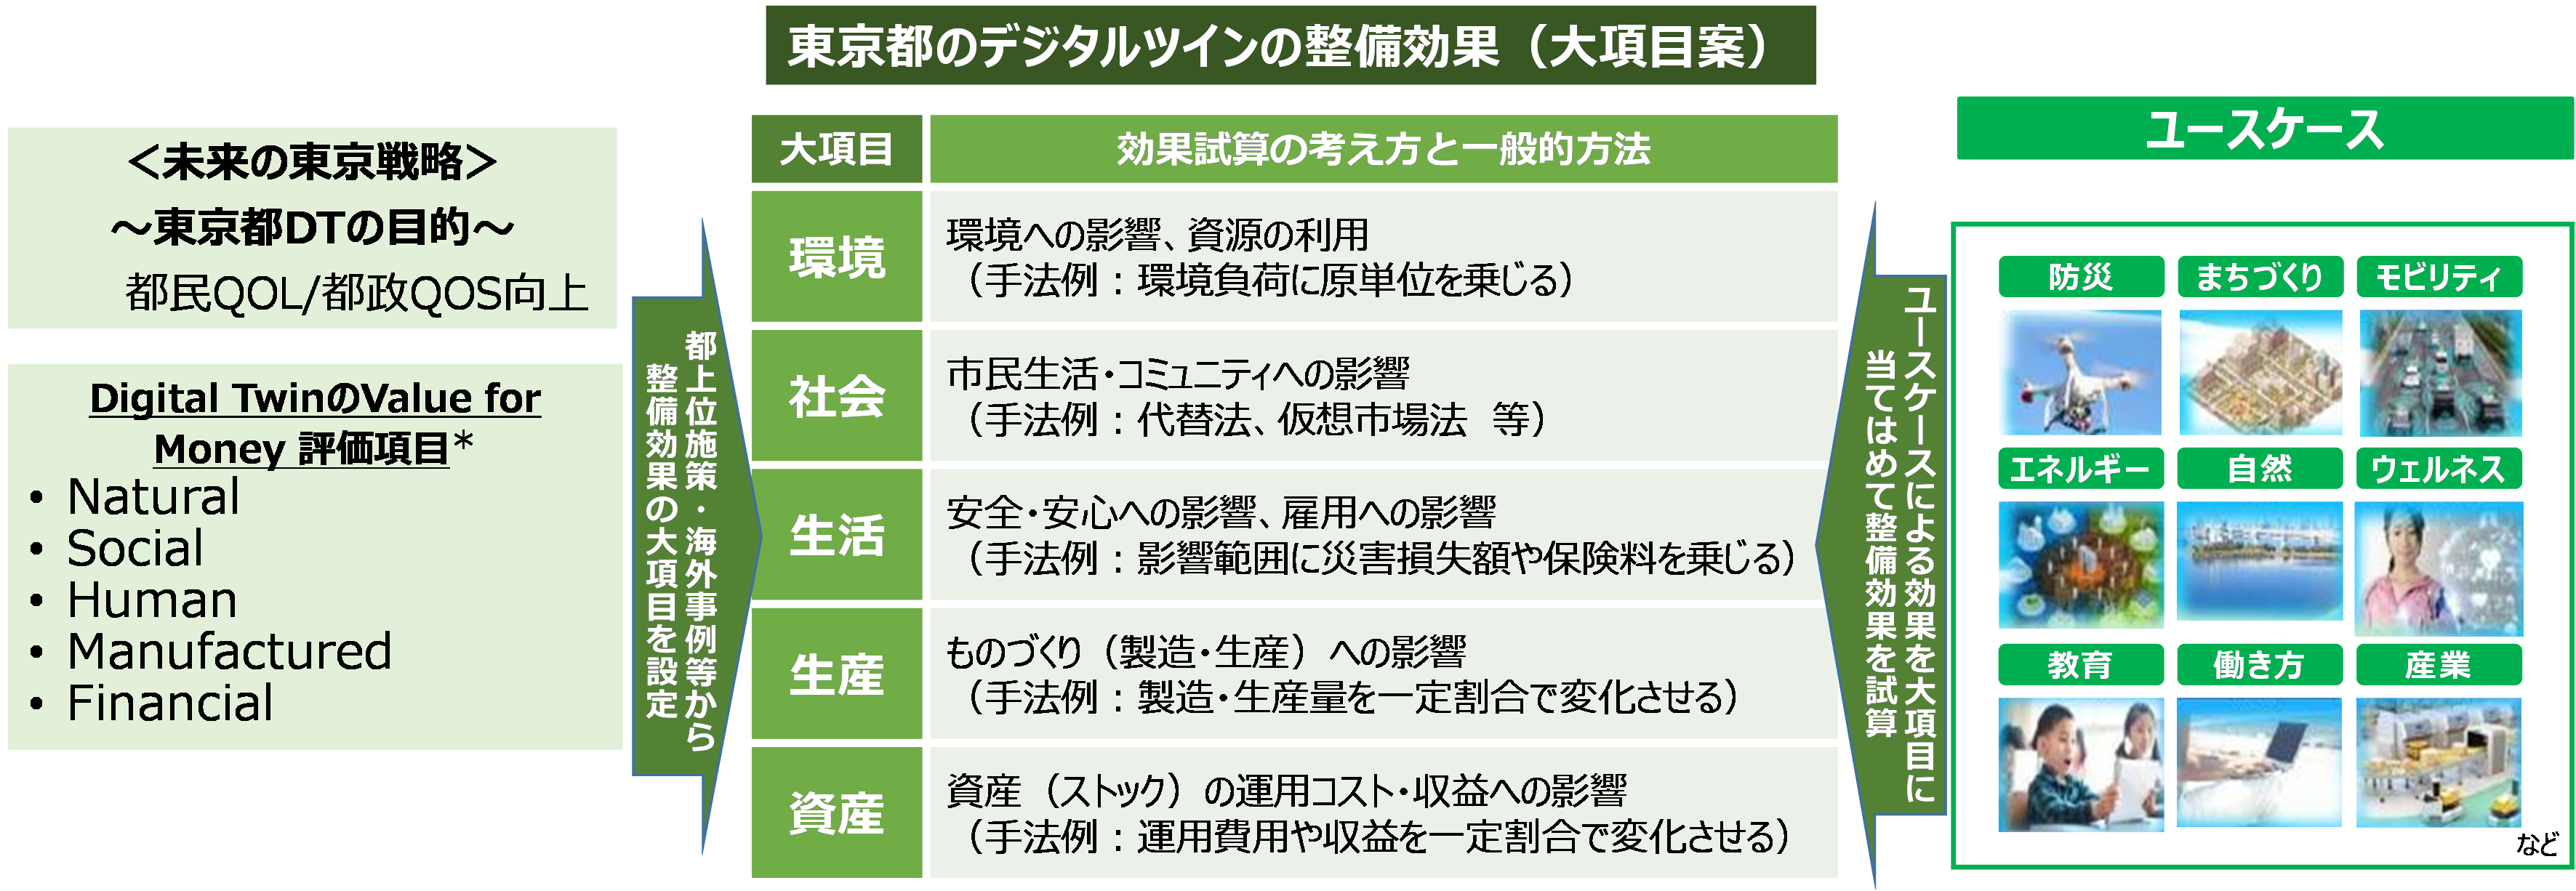 東京都のデジタルツインの整備効果（大項目案）
＜未来の東京戦略＞
～東京都DTの目的～
都民QOL/都政QOS向上
Digital TwinのValue for
Money 評価項目*
• Natural
• Social
• Human
• Manufactured
• Financial
都上位施策・海外事例等から
整備効果の大項目を設定
大項目
効果試算の考え方と一般的方法
環境
環境への影響、資源の利用
（手法例：環境負荷に原単位を乗じる）
社会
市民生活・コミュニティへの影響
（手法例：代替法、仮想市場法　等）
生活
安全・安心への影響、雇用への影響
（手法例：影響範囲に災害損失額や保険料を乗じる）
生産
ものづくり（製造・生産）への影響
（手法例：製造・生産量を一定割合で変化させる）
資産
資産（ストック）の運用コスト・収益への影響
（手法例：運用費用や収益を一定割合で変化させる）
ユースケースによる効果を大項目に
当てはめて整備効果を試算
ユースケース
防災
まちづくり
モビリティ
エネルギー
自然
ウェルネス
教育
働き方
産業
など